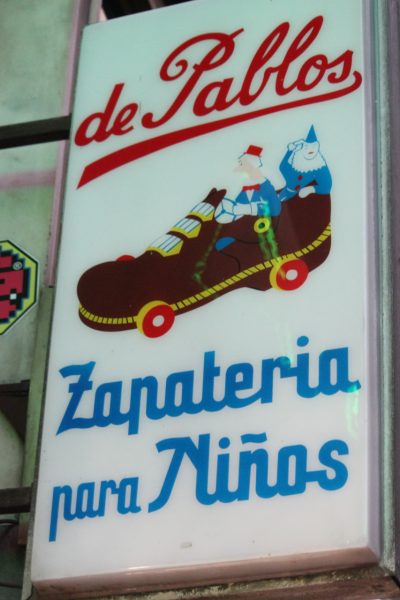 de Pablos
Zapateria
para Niños